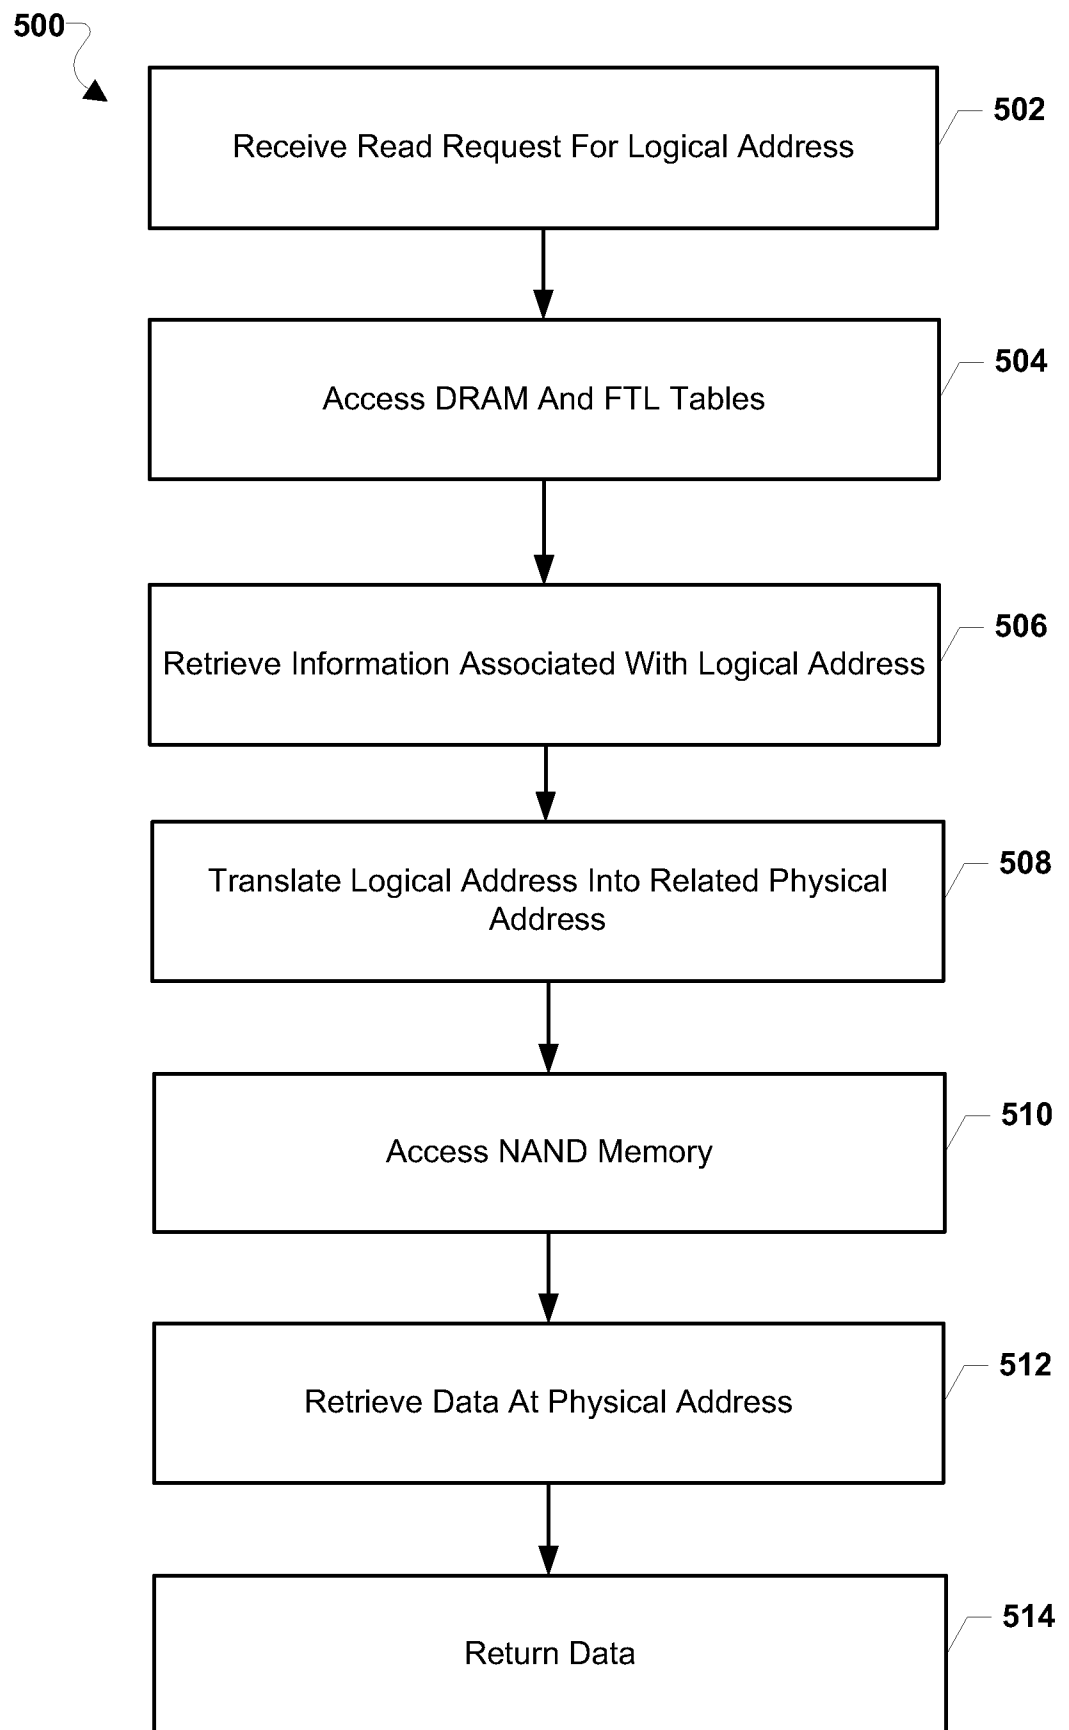 500
Receive Read Request For Logical Address
502
Access DRAM And FTL Tables
504
Retrieve Information Associated With Logical Address
506
Translate Logical Address Into Related Physical
Address
508
Access NAND Memory
510
Retrieve Data At Physical Address
512
Return Data
514